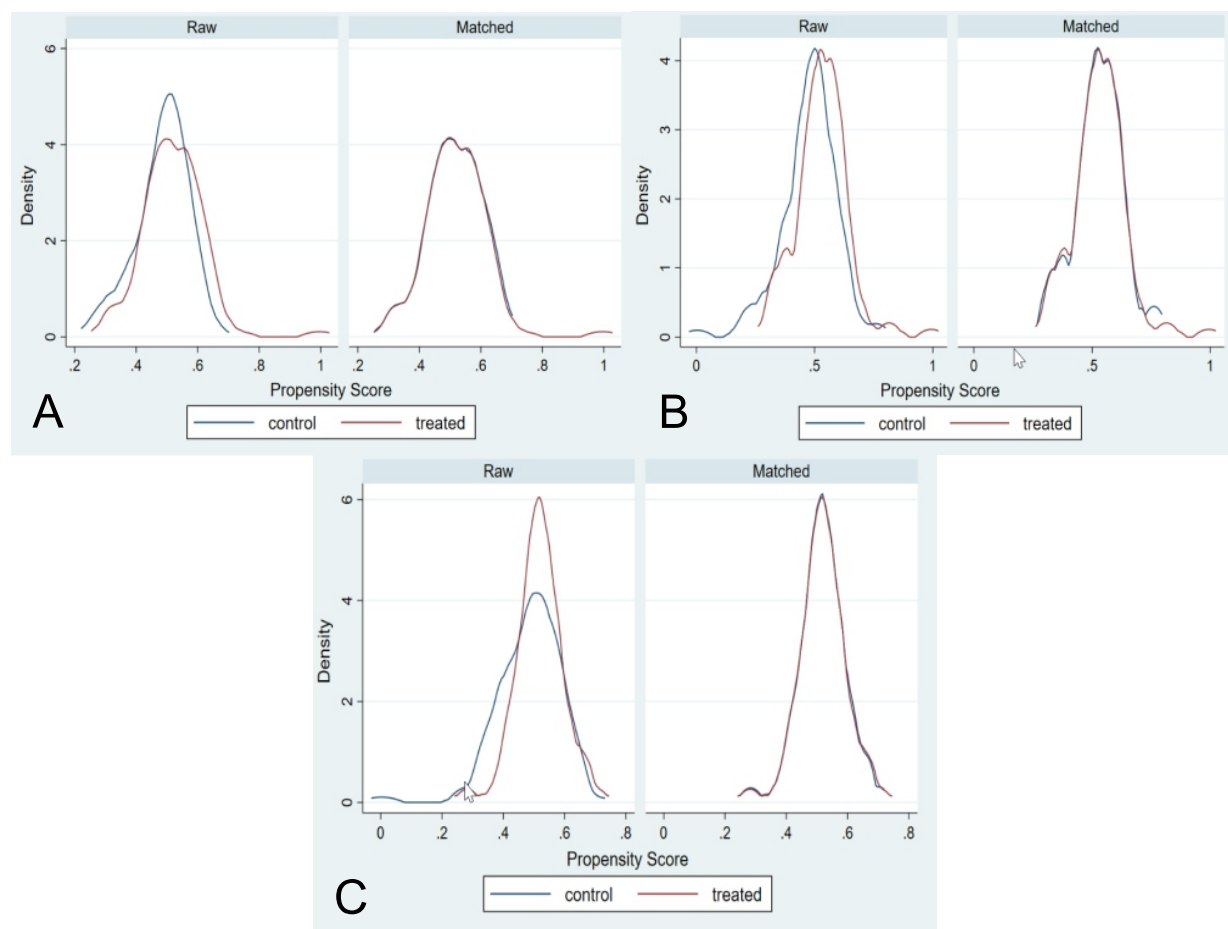 Raw
Matched
6
4
2
0
Density
.2
.4
.6
.8
1
.2
.4
.6
.8
1
Propensity Score
control
treated
A
Raw
Matched
4
3
2
1
0
Density
0
.5
1
0
.5
1
Propensity Score
control
treated
B
Raw
Matched
6
4
2
0
Density
0
.2
.4
.6
.8
0
.2
.4
.6
.8
Propensity Score
control
treated
C